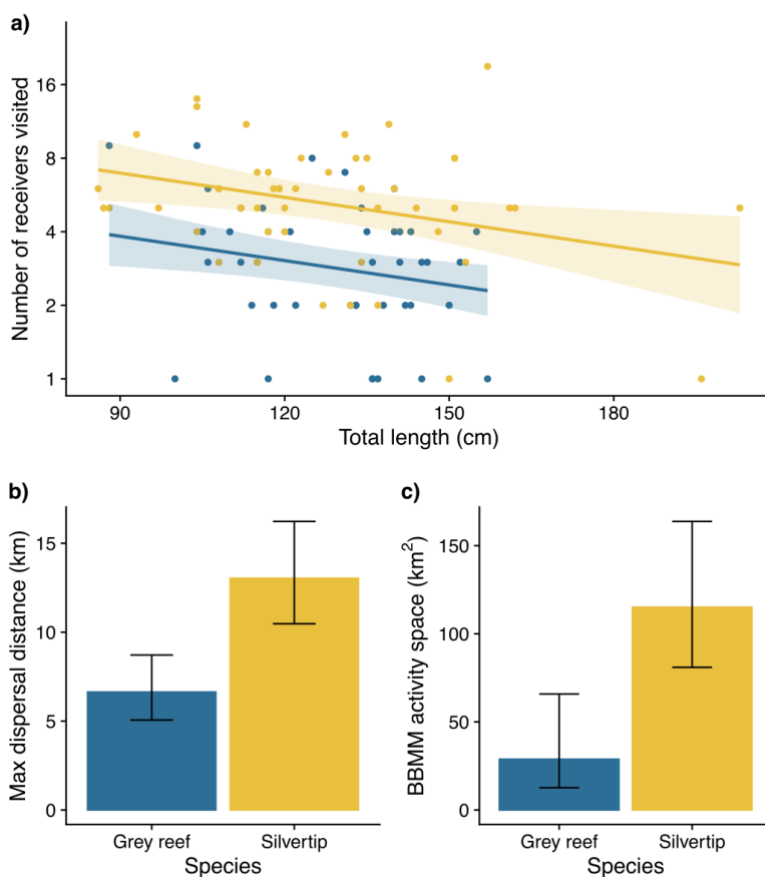 a)
Number of receivers visited
16
8
4
2
1
90 120 150 180
Total length (cm)
b)
Max dispersal distance (km)
15
10
5
0
Grey reef Silvertip
Species
c)
BBMM activity space (km²)
150
100
50
0
Grey reef Silvertip
Species